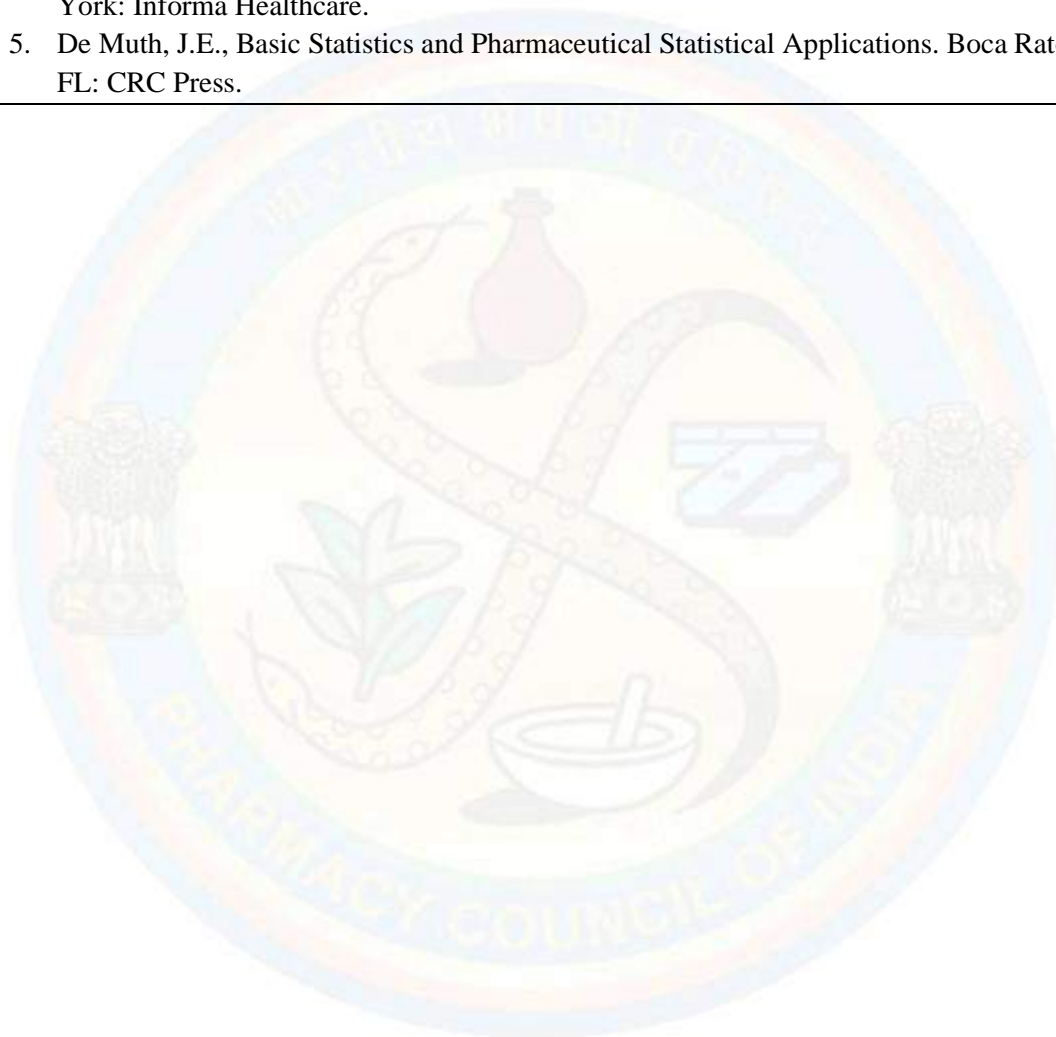 York: Informa Healthcare.
5. De Muth, J.E., Basic Statistics and Pharmaceutical Statistical Applications. Boca Rat
FL: CRC Press.
PHARMACY COUNCIL OF INDIA